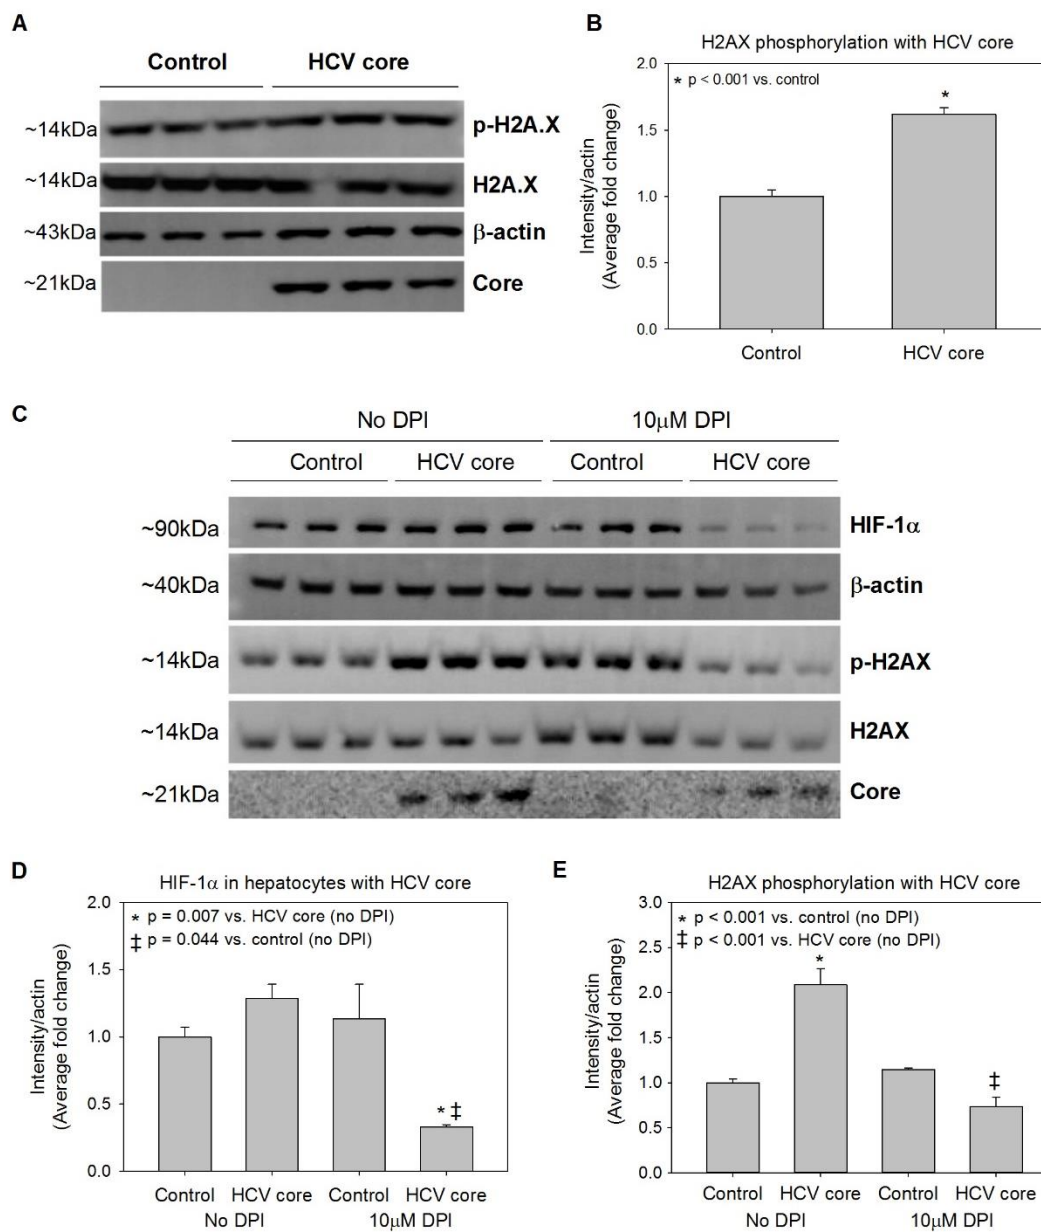 A
Control HCV core
~14kDa p-H2A.X
~14kDa H2A.X
~43kDa β-actin
~21kDa Core
B
H2AX phosphorylation with HCV core
* p < 0.001 vs. control
*
Intensity/actin
(Average fold change)
2.0
1.5
1.0
0.5
0.0
Control HCV core
C
No DPI 10μM DPI
Control HCV core Control HCV core
~90kDa HIF-1α
~40kDa β-actin
~14kDa p-H2AX
~14kDa H2AX
~21kDa Core
D
HIF-1α in hepatocytes with HCV core
* p = 0.007 vs. HCV core (no DPI)
‡ p = 0.044 vs. control (no DPI)
* ‡
Intensity/actin
(Average fold change)
2.0
1.5
1.0
0.5
0.0
Control HCV core Control HCV core
No DPI 10μM DPI
E
H2AX phosphorylation with HCV core
* p < 0.001 vs. control (no DPI)
‡ p < 0.001 vs. HCV core (no DPI)
*
‡
Intensity/actin
(Average fold change)
3.0
2.5
2.0
1.5
1.0
0.5
0.0
Control HCV core Control HCV core
No DPI 10μM DPI